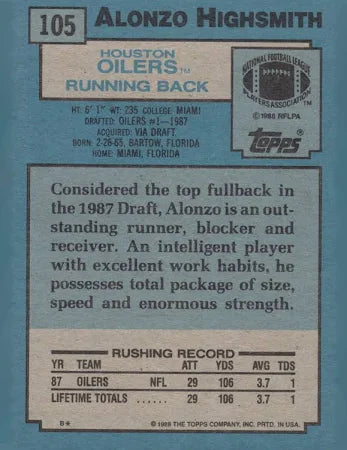 105 ALONZO HIGHSMITH
HOUSTON
OILERS™
RUNNING BACK
NATIONAL FOOTBALL LEAGUE
PLAYERS ASSOCIATION
©1988 NFLPA
Topps
HT: 6' 1" WT: 235 COLLEGE: MIAMI
DRAFTED: OILERS #1-1987
ACQUIRED: VIA DRAFT
BORN: 2-26-65, BARTOW, FLORIDA
HOME: MIAMI, FLORIDA
Considered the top fullback in
the 1987 Draft, Alonzo is an out-
standing runner, blocker and
receiver. An intelligent player
with excellent work habits, he
possesses total package of size,
speed and enormous strength.
RUSHING RECORD
YR TEAM ATT YDS AVG TDS
87 OILERS NFL 29 106 3.7 1
LIFETIME TOTALS ...... 29 106 3.7 1
B★ ©1988 THE TOPPS COMPANY, INC. PRTD. IN USA.